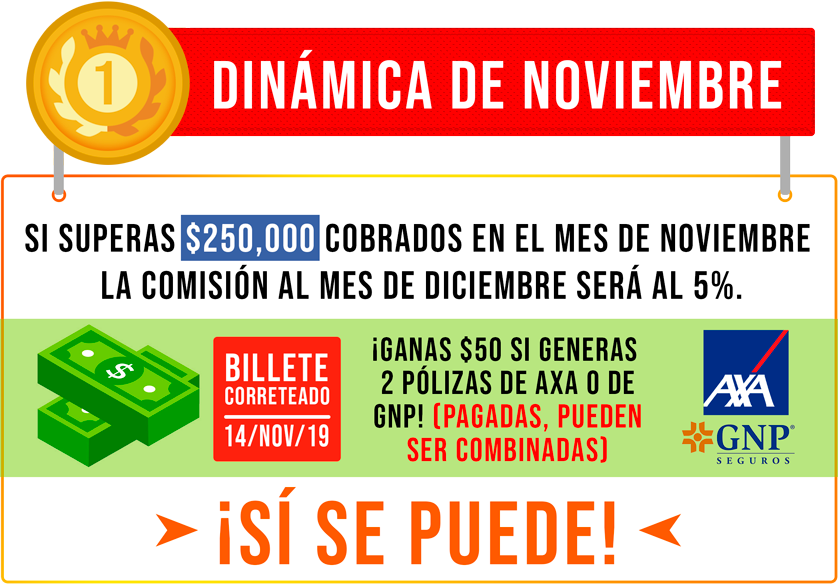 1
DINÁMICA DE NOVIEMBRE
SI SUPERAS $250,000 COBRADOS EN EL MES DE NOVIEMBRE
LA COMISIÓN AL MES DE DICIEMBRE SERÁ AL 5%.
$
BILLETE
CORRETEADO
14/NOV/19
¡GANAS $50 SI GENERAS
2 PÓLIZAS DE AXA O DE
GNP! (PAGADAS, PUEDEN
SER COMBINADAS)
AXA
GNP®
SEGUROS
¡SÍ SE PUEDE!